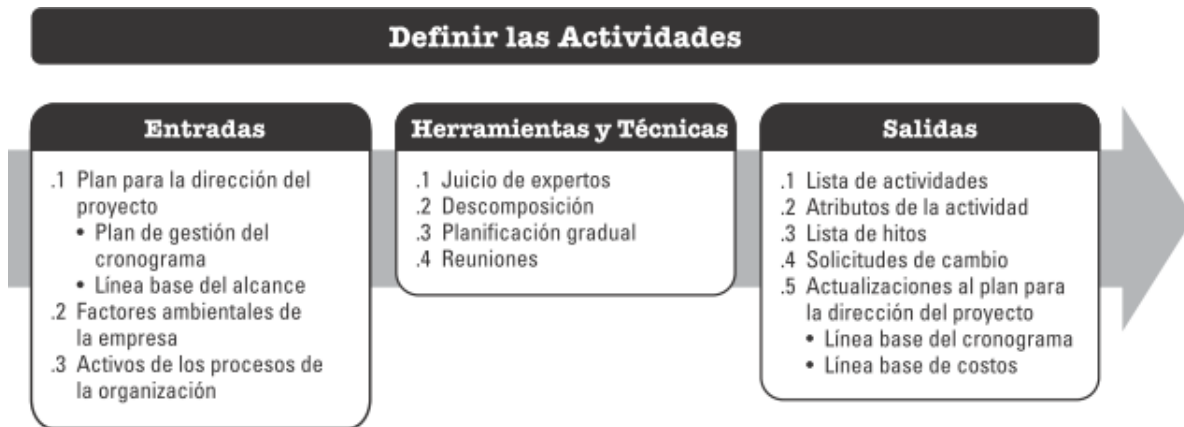 Definir las Actividades
Entradas
.1 Plan para la dirección del
proyecto
• Plan de gestión del
cronograma
• Línea base del alcance
.2 Factores ambientales de
la empresa
.3 Activos de los procesos de
la organización
Herramientas y Técnicas
.1 Juicio de expertos
.2 Descomposición
.3 Planificación gradual
.4 Reuniones
Salidas
.1 Lista de actividades
.2 Atributos de la actividad
.3 Lista de hitos
.4 Solicitudes de cambio
.5 Actualizaciones al plan para
la dirección del proyecto
• Línea base del cronograma
• Línea base de costos